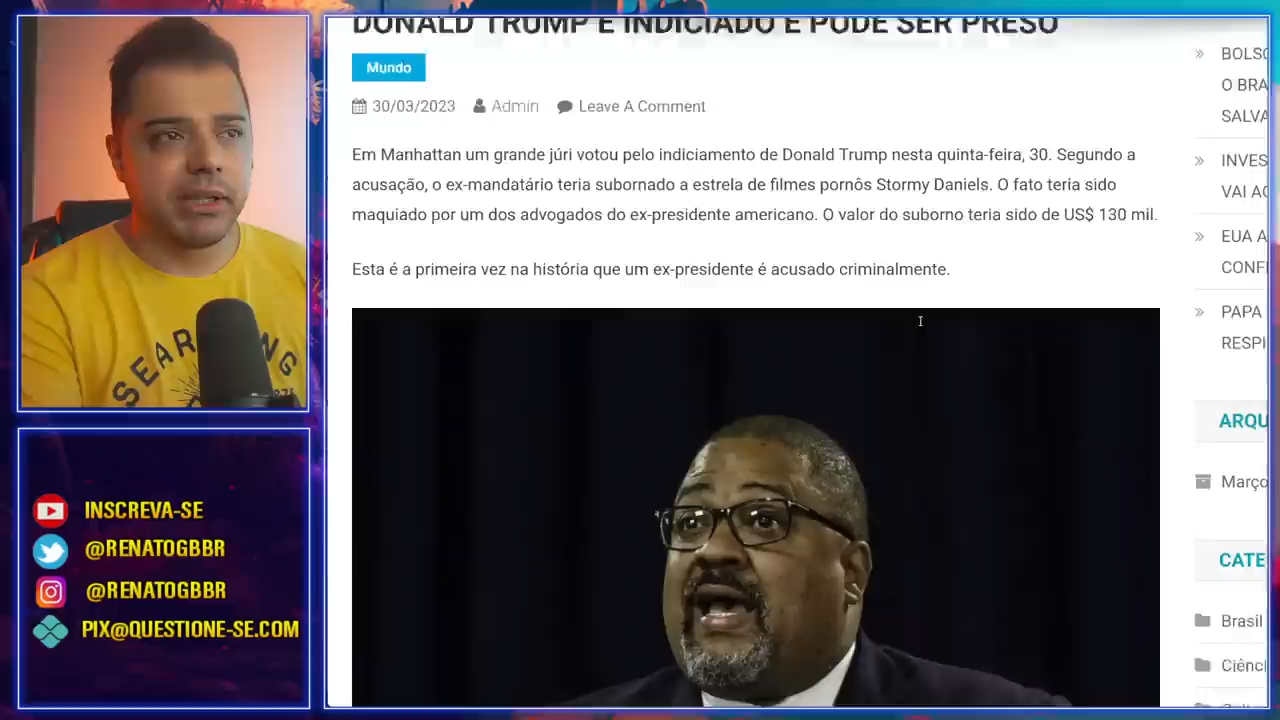 DONALD TRUMP É INDICIADO E PODE SER PRESO
Mundo
30/03/2023 Admin Leave A Comment
Em Manhattan um grande júri votou pelo indiciamento de Donald Trump nesta quinta-feira, 30. Segundo a
acusação, o ex-mandatário teria subornado a estrela de filmes pornôs Stormy Daniels. O fato teria sido
maquiado por um dos advogados do ex-presidente americano. O valor do suborno teria sido de US$ 130 mil.
Esta é a primeira vez na história que um ex-presidente é acusado criminalmente.
BOLSO
O BRA
SALVA
INVES
VAI AC
EUA A
CONFI
PAPA
RESPI
ARQU
Março
CATE
Brasil
Ciênci
SEARCHING
INSCREVA-SE
@RENATOGBBR
@RENATOGBBR
PIX@QUESTIONE-SE.COM